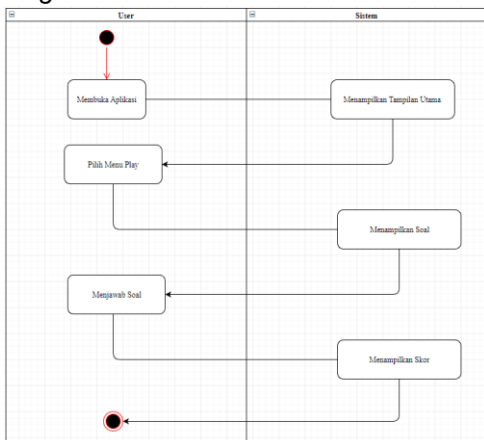 User
Sistem
Membuka Aplikasi
Menampilkan Tampilan Utama
Pilih Menu Play
Menampilkan Soal
Menjawab Soal
Menampilkan Skor